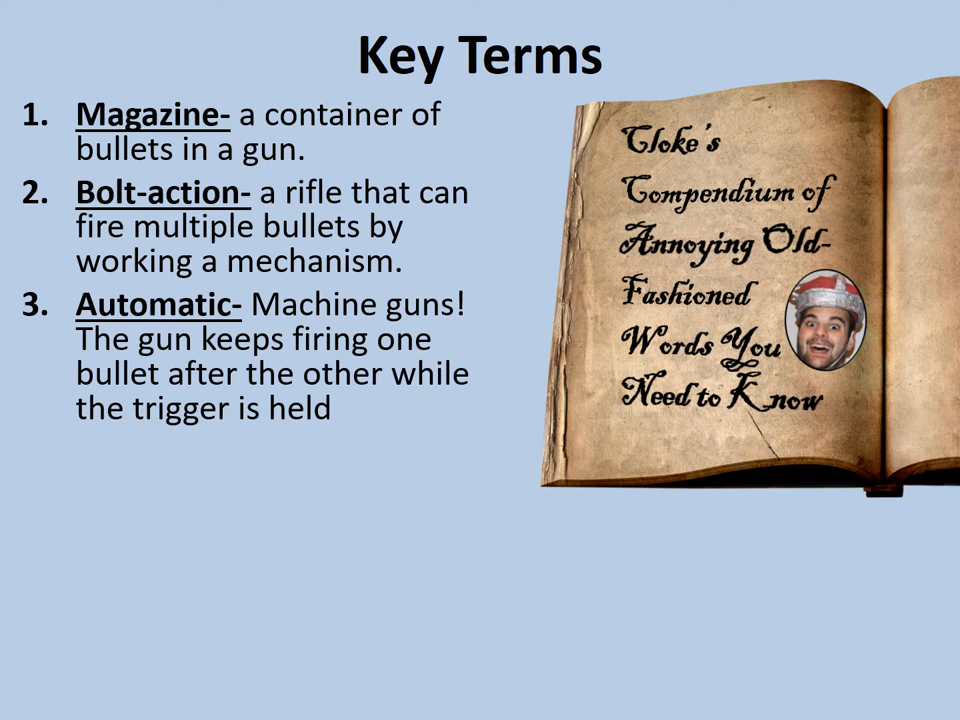 Key Terms
1. Magazine- a container of
bullets in a gun.
2. Bolt-action- a rifle that can
fire multiple bullets by
working a mechanism.
3. Automatic- Machine guns!
The gun keeps firing one
bullet after the other while
the trigger is held
Cloke's
Compendium of
Annoying Old-
Fashioned
Words You
Need to Know